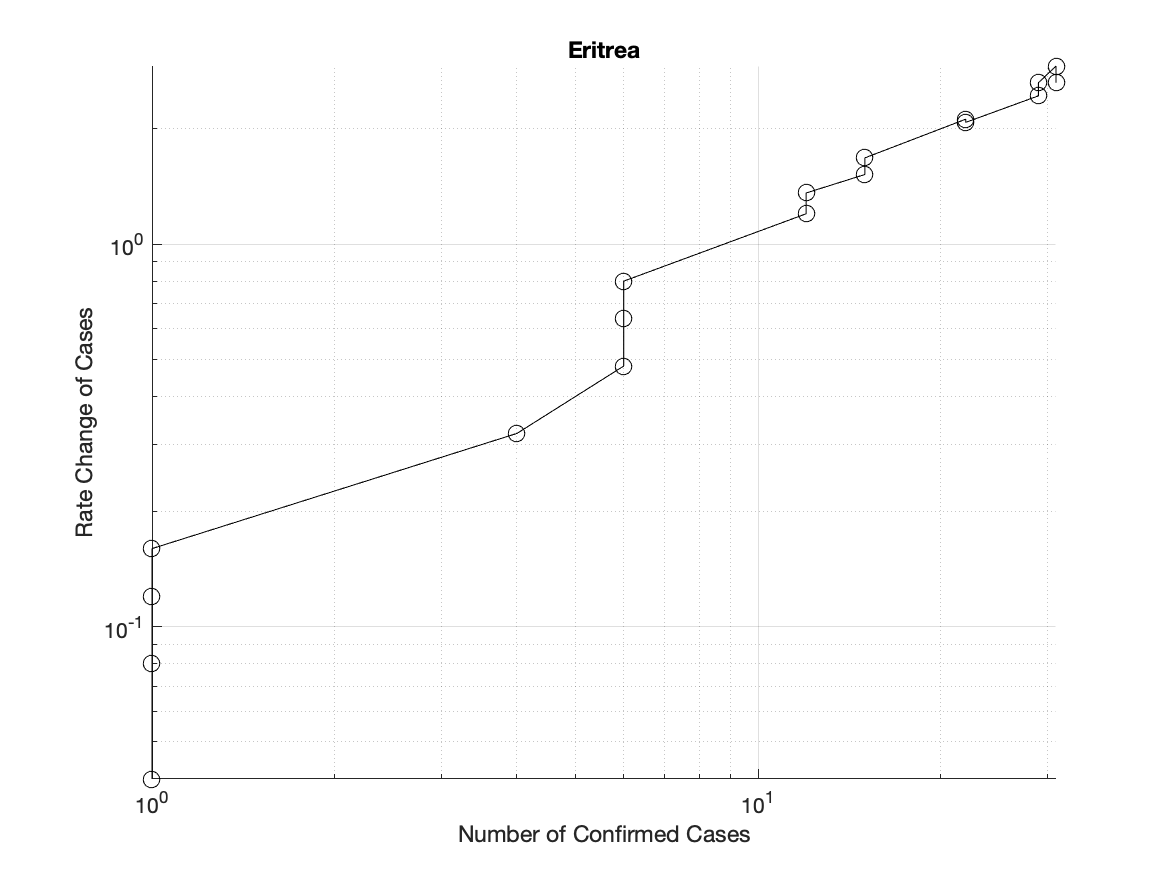 Eritrea
10^0
10^-1
Rate Change of Cases
10^0
10^1
Number of Confirmed Cases